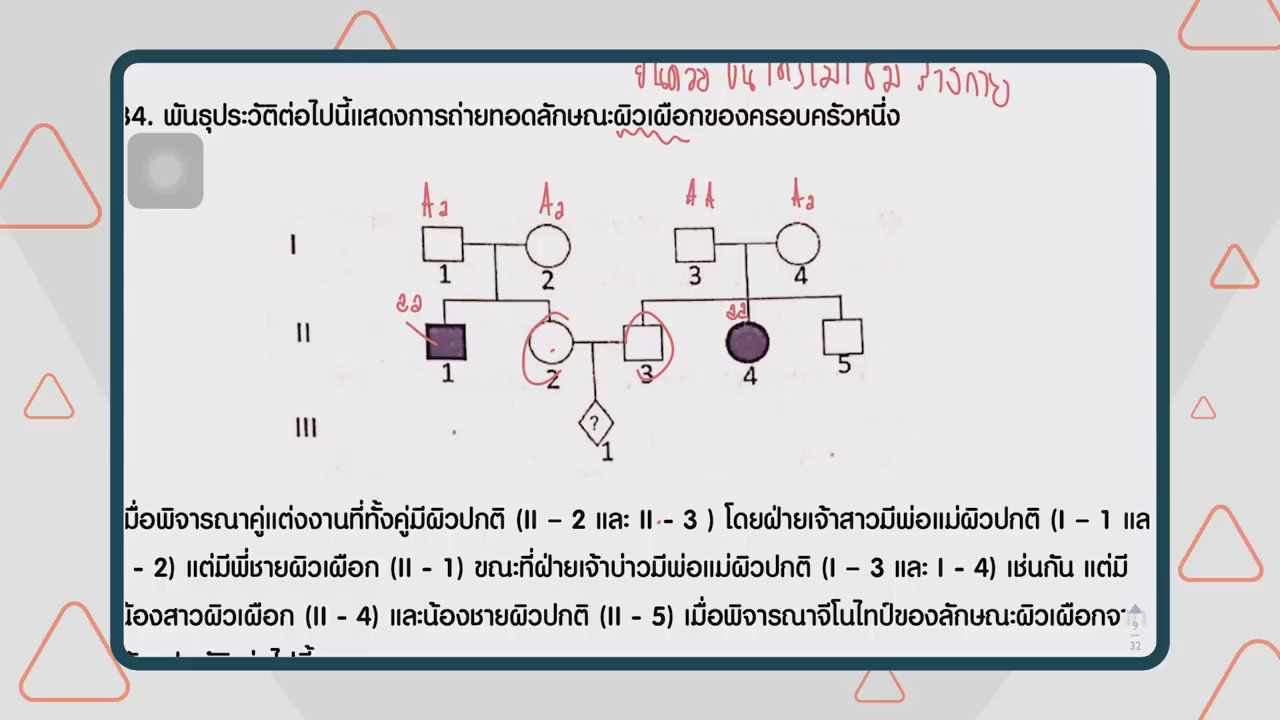 34. พันธุประวัติต่อไปนี้แสดงการถ่ายทอดลักษณะผิวเผือกของครอบครัวหนึ่ง
Aa Aa AA Aa
I
1 2 3 4
aa aa
II
1 2 3 4 5
?
III
1
มื่อพิจารณาคู่แต่งงานที่ทั้งคู่มีผิวปกติ (II – 2 และ II - 3 ) โดยฝ่ายเจ้าสาวมีพ่อแม่ผิวปกติ (I – 1 แล
- 2) แต่มีพี่ชายผิวเผือก (II - 1) ขณะที่ฝ่ายเจ้าบ่าวมีพ่อแม่ผิวปกติ (I – 3 และ I - 4) เช่นกัน แต่มี
น้องสาวผิวเผือก (II - 4) และน้องชายผิวปกติ (II - 5) เมื่อพิจารณาจีโนไทป์ของลักษณะผิวเผือกจา
9
32